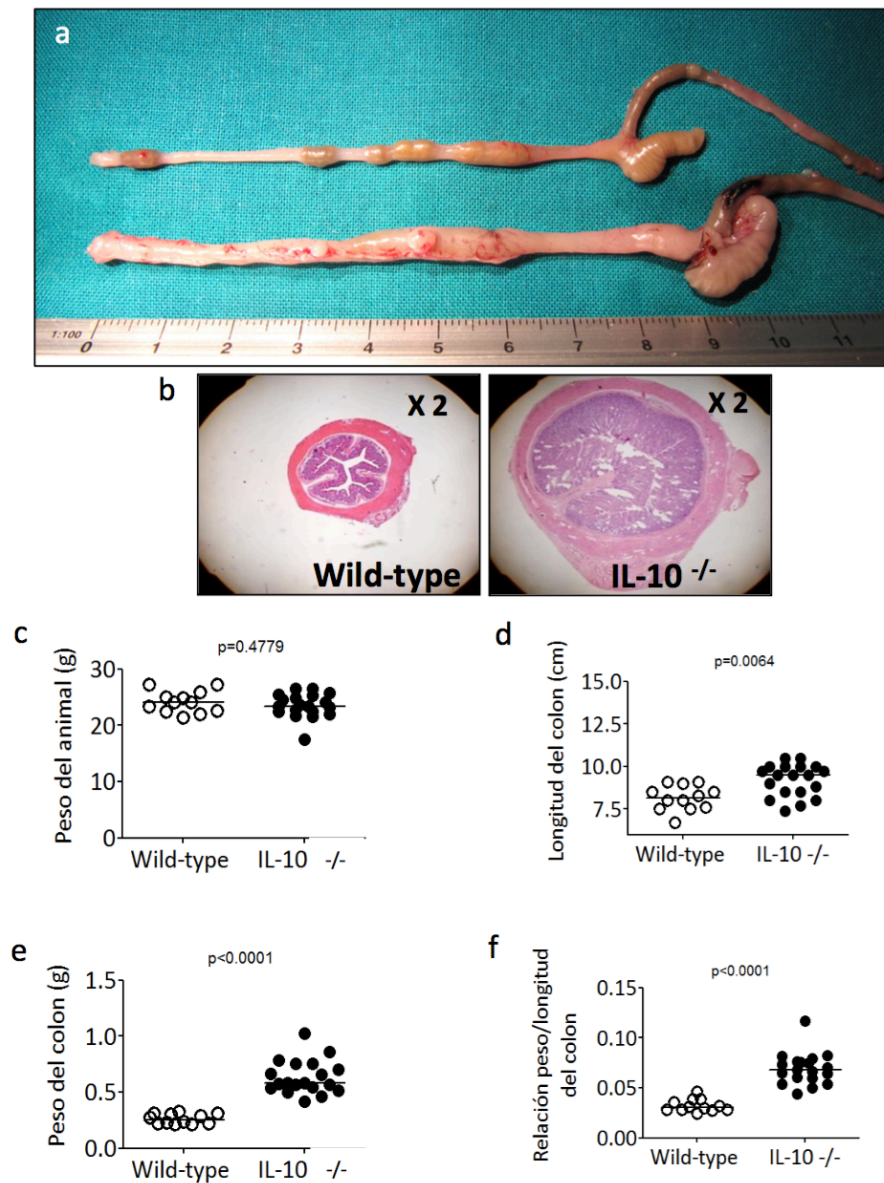 a
1:100
0 1 2 3 4 5 6 7 8 9 10 11
b
X 2
Wild-type
X 2
IL-10 -/-
c
p=0.4779
Peso del animal (g)
30
20
10
0
Wild-type IL-10 -/-
d
p=0.0064
Longitud del colon (cm)
15.0
12.5
10.0
7.5
Wild-type IL-10 -/-
e
p<0.0001
Peso del colon (g)
1.5
1.0
0.5
0.0
Wild-type IL-10 -/-
f
p<0.0001
Relación peso/longitud
del colon
0.15
0.10
0.05
0.00
Wild-type IL-10 -/-